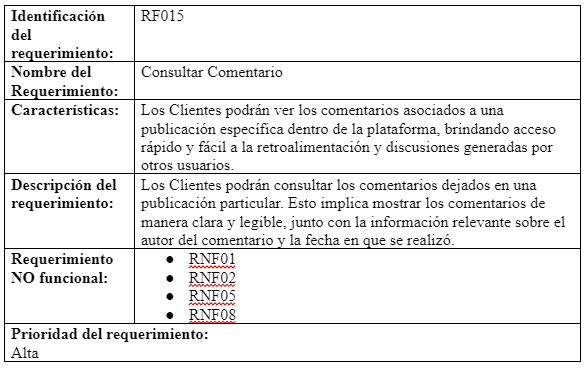 Identificación RF015
del
requerimiento:
Nombre del Consultar Comentario
Requerimiento:
Características: Los Clientes podrán ver los comentarios asociados a una
publicación específica dentro de la plataforma, brindando acceso
rápido y fácil a la retroalimentación y discusiones generadas por
otros usuarios.
Descripción del Los Clientes podrán consultar los comentarios dejados en una
requerimiento: publicación particular. Esto implica mostrar los comentarios de
manera clara y legible, junto con la información relevante sobre el
autor del comentario y la fecha en que se realizó.
Requerimiento ● RNF01
NO funcional: ● RNF02
● RNF05
● RNF08
Prioridad del requerimiento:
Alta